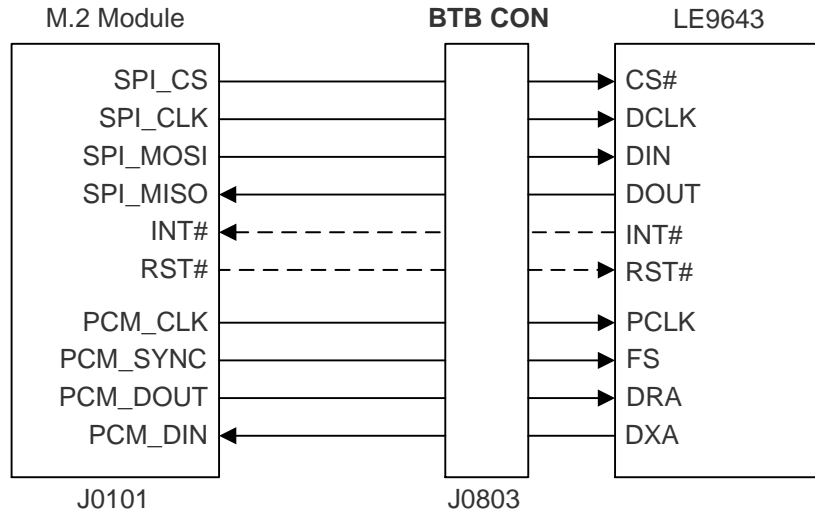 M.2 Module BTB CON LE9643
SPI_CS CS#
SPI_CLK DCLK
SPI_MOSI DIN
SPI_MISO DOUT
INT# INT#
RST# RST#
PCM_CLK PCLK
PCM_SYNC FS
PCM_DOUT DRA
PCM_DIN DXA
J0101 J0803